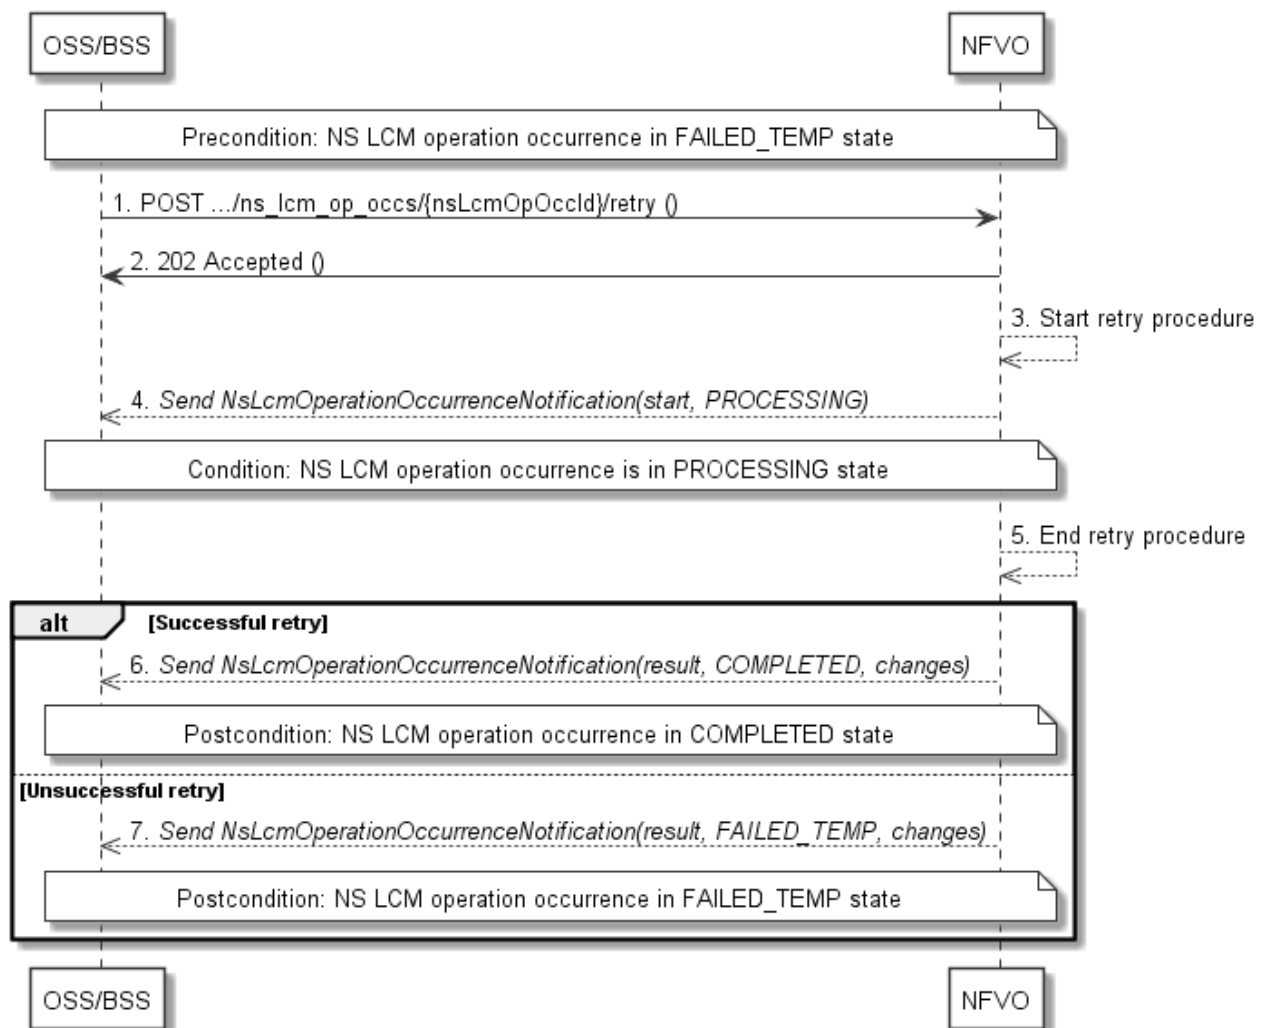 OSS/BSS
NFVO
Precondition: NS LCM operation occurrence in FAILED_TEMP state
1. POST .../ns_lcm_op_occs/{nsLcmOpOccId}/retry ()
2. 202 Accepted ()
3. Start retry procedure
4. Send NsLcmOperationOccurrenceNotification(start, PROCESSING)
Condition: NS LCM operation occurrence is in PROCESSING state
5. End retry procedure
alt [Successful retry]
6. Send NsLcmOperationOccurrenceNotification(result, COMPLETED, changes)
Postcondition: NS LCM operation occurrence in COMPLETED state
[Unsuccessful retry]
7. Send NsLcmOperationOccurrenceNotification(result, FAILED_TEMP, changes)
Postcondition: NS LCM operation occurrence in FAILED_TEMP state
OSS/BSS
NFVO